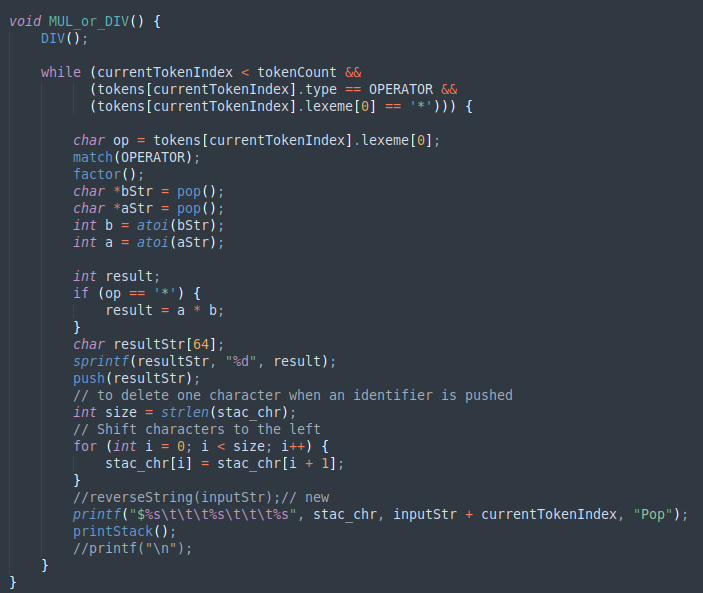 void MUL_or_DIV() {
    DIV();

    while (currentTokenIndex < tokenCount &&
          (tokens[currentTokenIndex].type == OPERATOR &&
          (tokens[currentTokenIndex].lexeme[0] == '*'))) {

        char op = tokens[currentTokenIndex].lexeme[0];
        match(OPERATOR);
        factor();
        char *bStr = pop();
        char *aStr = pop();
        int b = atoi(bStr);
        int a = atoi(aStr);

        int result;
        if (op == '*') {
            result = a * b;
        }
        char resultStr[64];
        sprintf(resultStr, "%d", result);
        push(resultStr);
        // to delete one character when an identifier is pushed
        int size = strlen(stac_chr);
        // Shift characters to the left
        for (int i = 0; i < size; i++) {
            stac_chr[i] = stac_chr[i + 1];
        }
        //reverseString(inputStr);// new
        printf("$%s\t\t\t%s\t\t\t%s", stac_chr, inputStr + currentTokenIndex, "Pop");
        printStack();
        //printf("\n");
    }
}